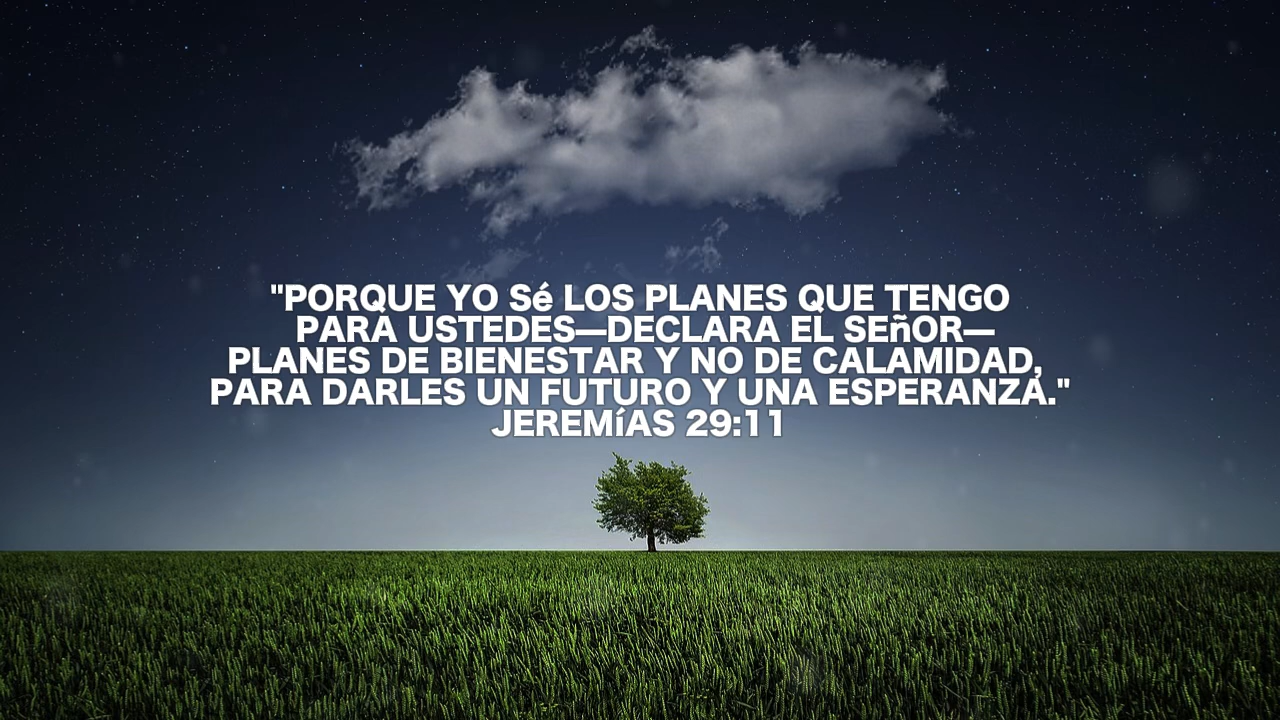 "PORQUE YO Sé LOS PLANES QUE TENGO
PARA USTEDES—DECLARA EL SEñOR—
PLANES DE BIENESTAR Y NO DE CALAMIDAD,
PARA DARLES UN FUTURO Y UNA ESPERANZA."
JEREMíAS 29:11